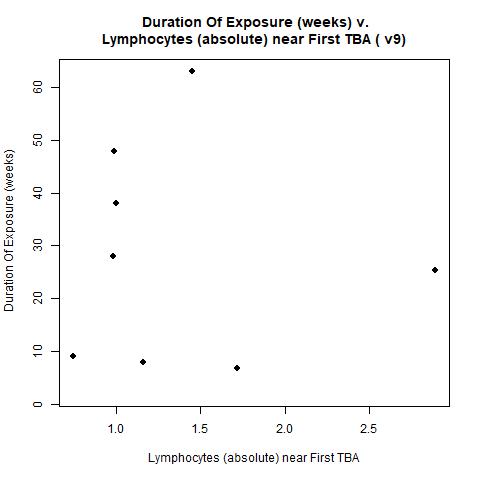 Duration Of Exposure (weeks) v.
Lymphocytes (absolute) near First TBA ( v9)
Duration Of Exposure (weeks)
60
50
40
30
20
10
0
1.0 1.5 2.0 2.5
Lymphocytes (absolute) near First TBA